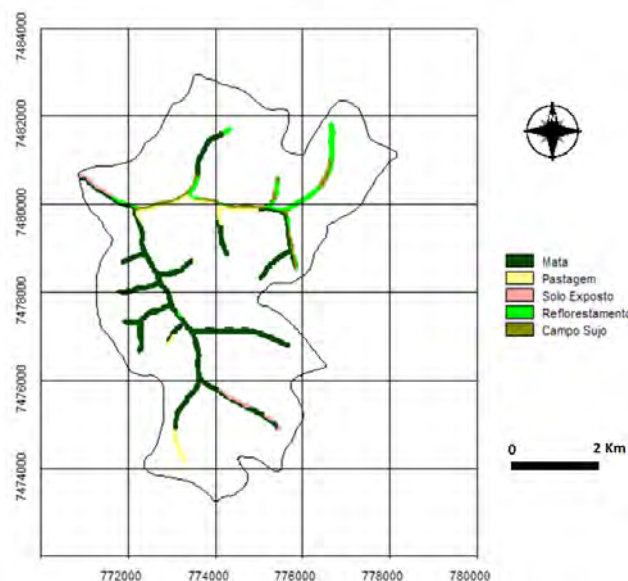 7484000
7482000
7480000
7478000
7476000
7474000
772000 774000 776000 778000 780000
N
Mata
Pastagem
Solo Exposto
Reflorestamento
Campo Sujo
0 2 Km